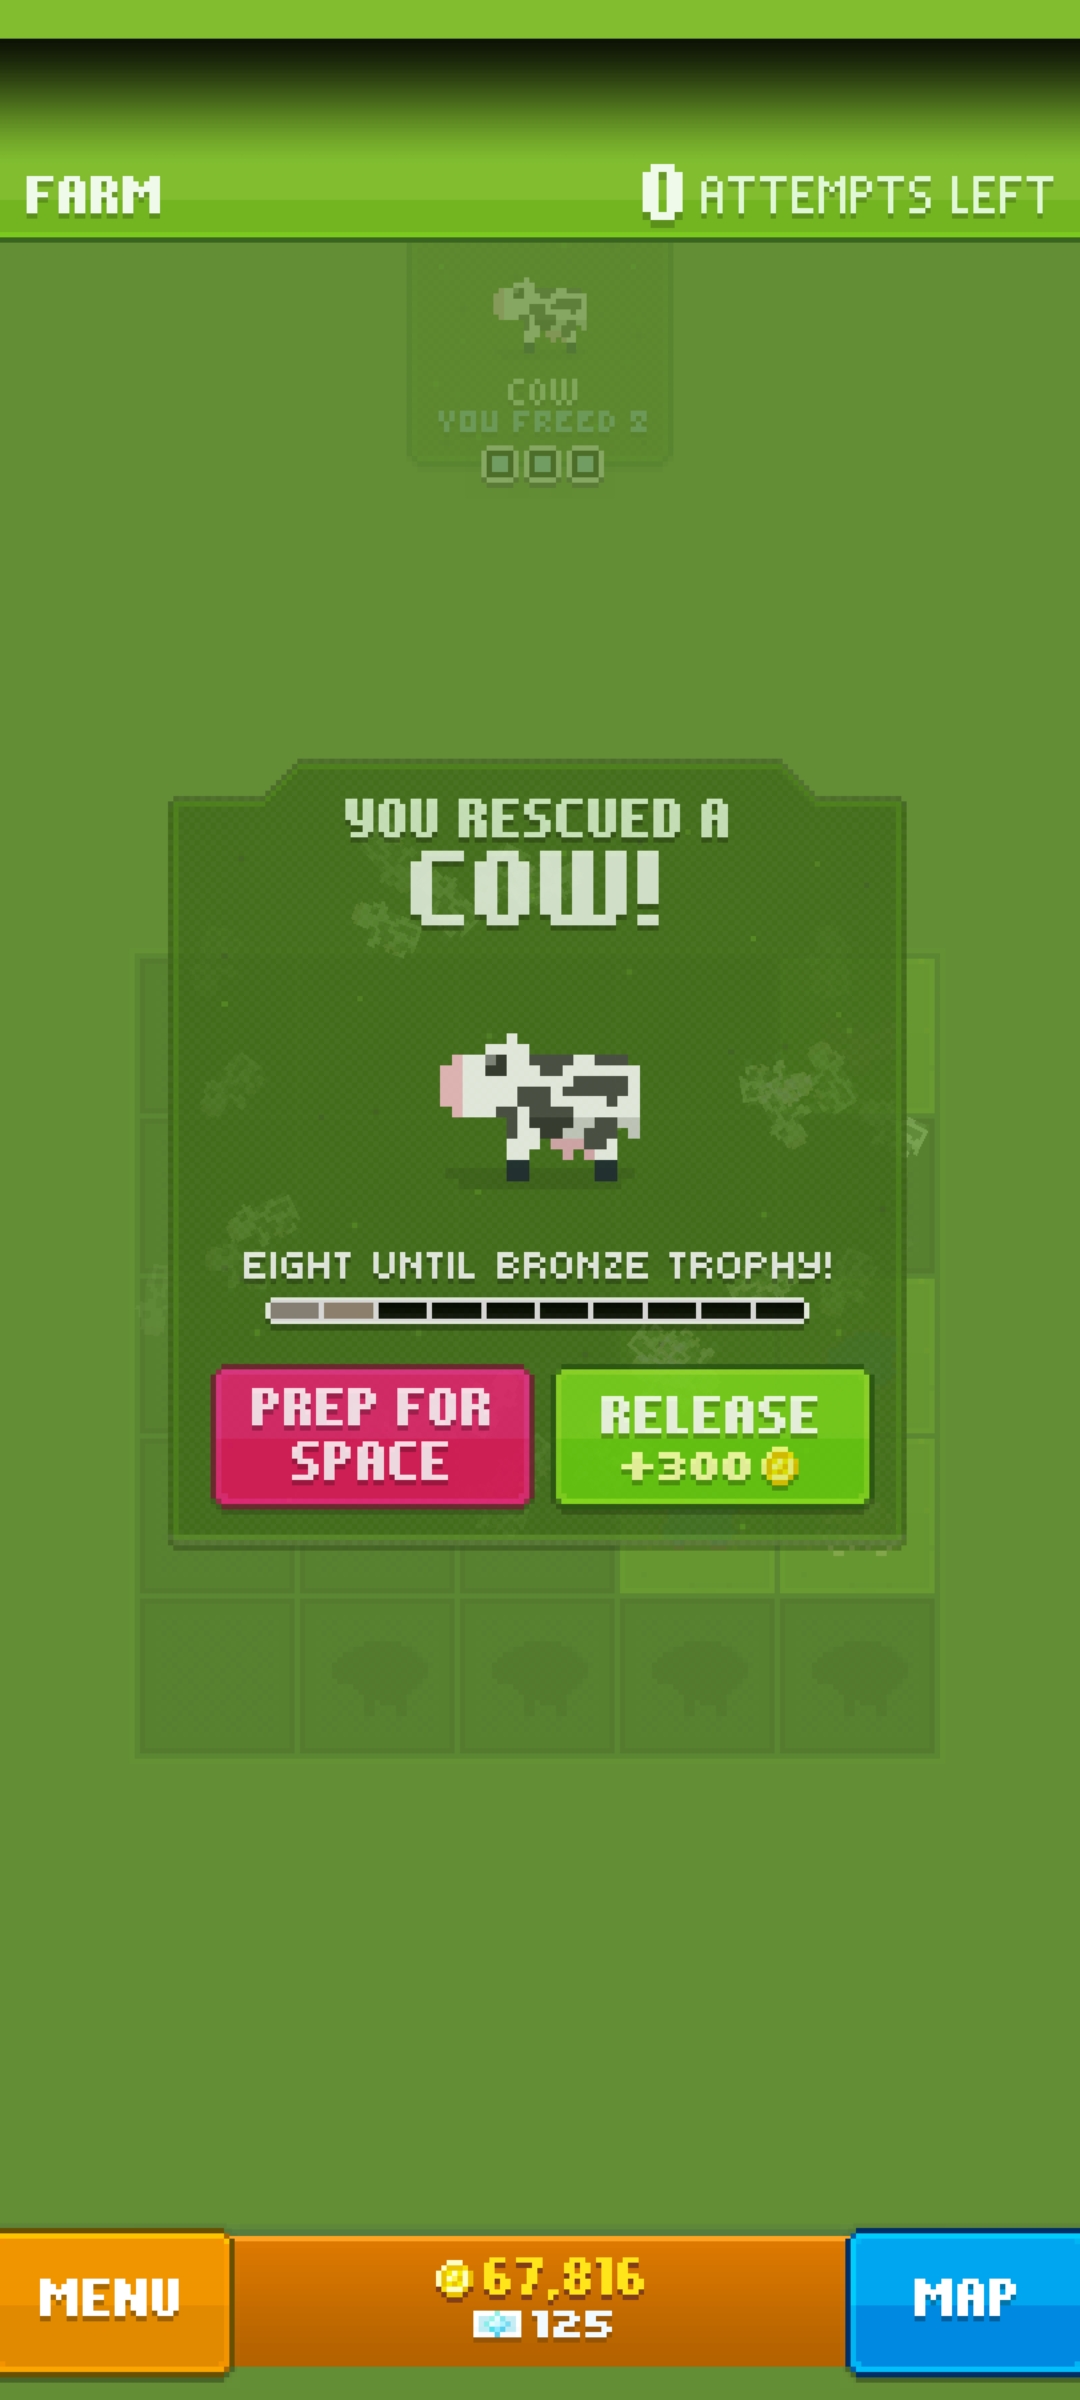 FARM
0 ATTEMPTS LEFT
COW
YOU FREED 2
YOU RESCUED A
COW!
EIGHT UNTIL BRONZE TROPHY!
PREP FOR
SPACE
RELEASE
+300
MENU
67,816
125
MAP